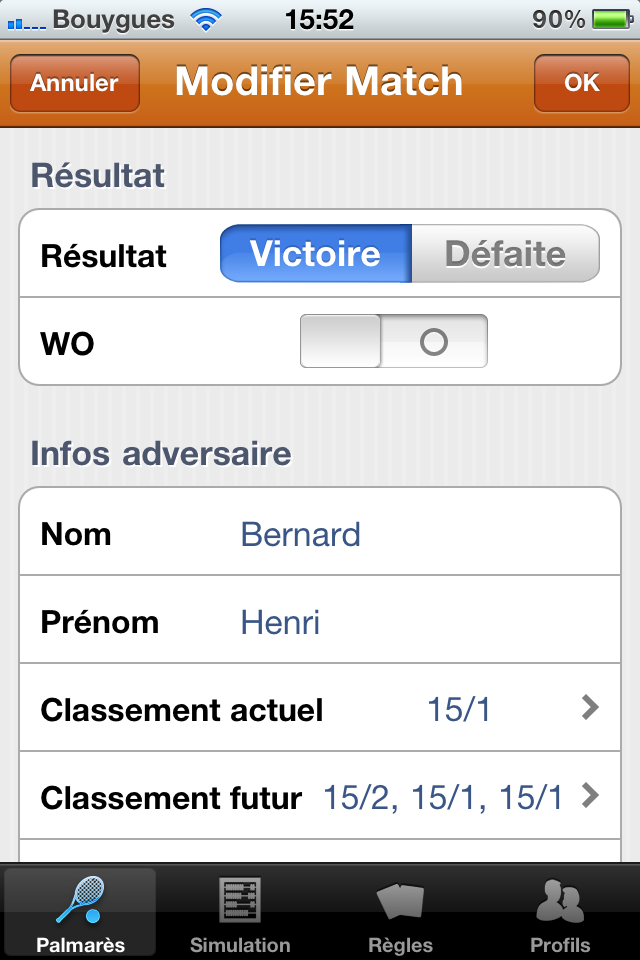 Bouygues 15:52 90%
Annuler Modifier Match OK
Résultat
Résultat Victoire Défaite
WO
Infos adversaire
Nom Bernard
Prénom Henri
Classement actuel 15/1
Classement futur 15/2, 15/1, 15/1
Palmarès Simulation Règles Profils